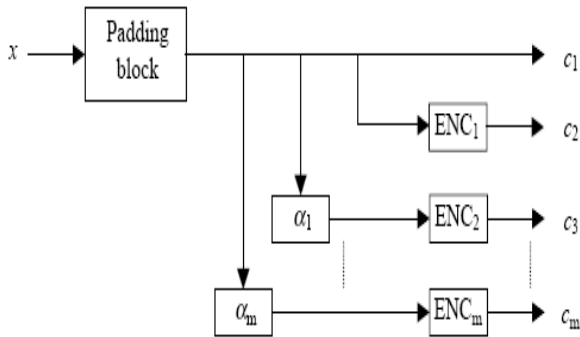 x
Padding
block
c1
ENC1
c2
α1
ENC2
c3
αm
ENCm
cm